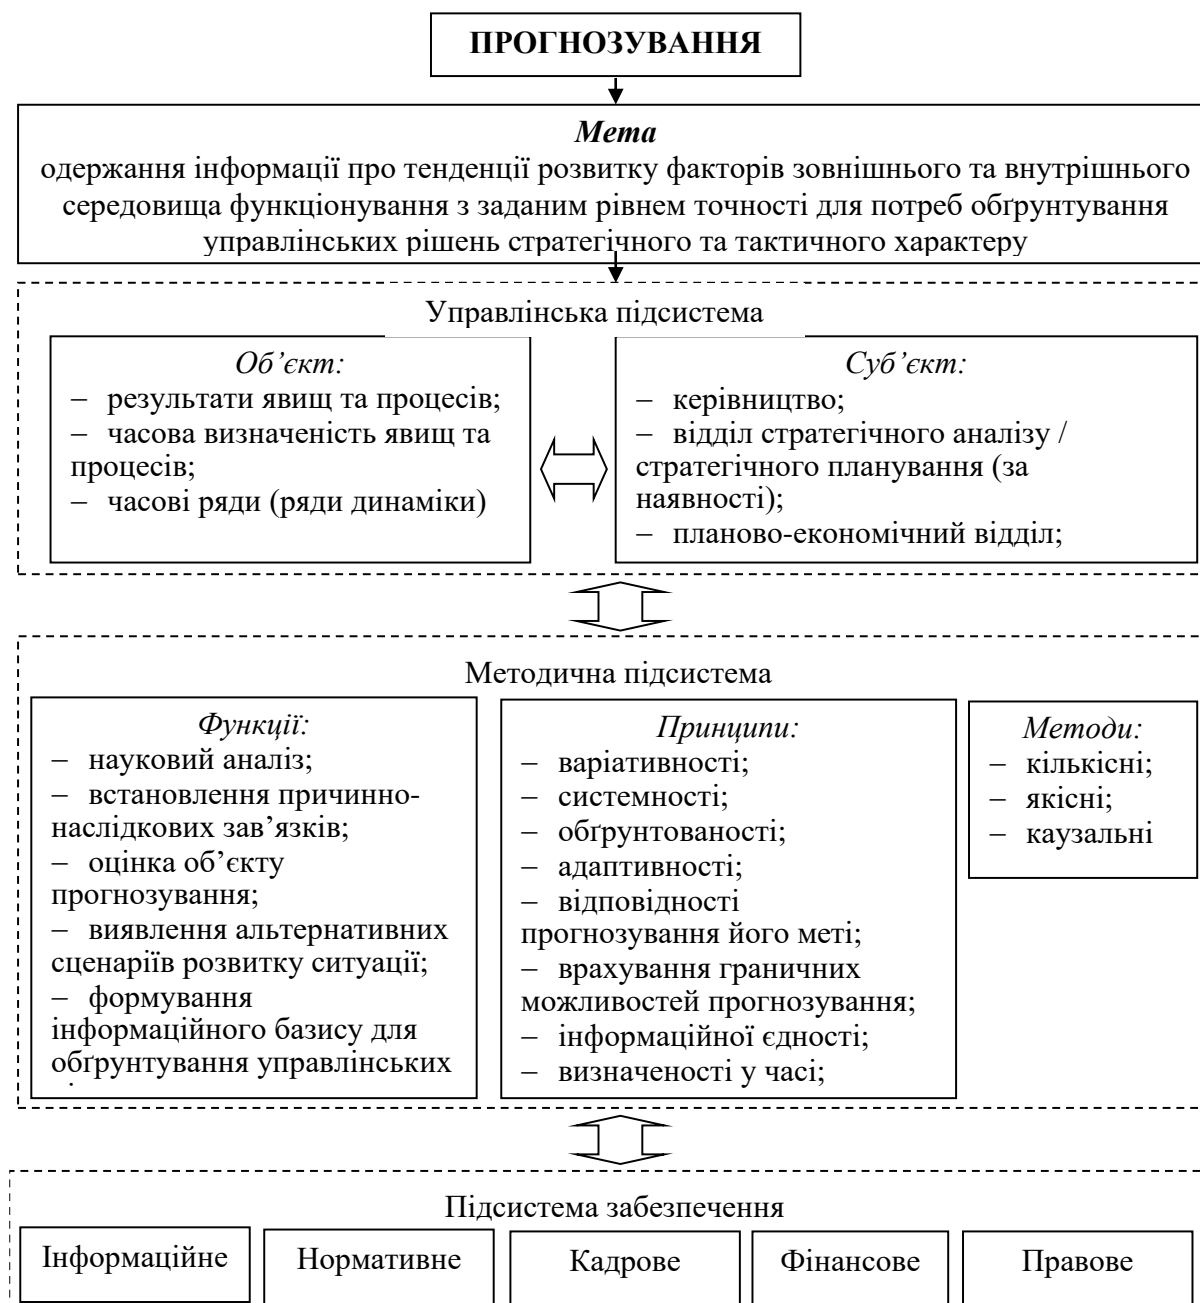 ПРОГНОЗУВАННЯ
Мета
одержання інформації про тенденції розвитку факторів зовнішнього та внутрішнього
середовища функціонування з заданим рівнем точності для потреб обґрунтування
управлінських рішень стратегічного та тактичного характеру
Управлінська підсистема
Об’єкт:
– результати явищ та процесів;
– часова визначеність явищ та
процесів;
– часові ряди (ряди динаміки)
Суб’єкт:
– керівництво;
– відділ стратегічного аналізу /
стратегічного планування (за
наявності);
– планово-економічний відділ;
Методична підсистема
Функції:
– науковий аналіз;
– встановлення причинно-
наслідкових зав’язків;
– оцінка об’єкту
прогнозування;
– виявлення альтернативних
сценаріїв розвитку ситуації;
– формування
інформаційного базису для
обґрунтування управлінських
Принципи:
– варіативності;
– системності;
– обґрунтованості;
– адаптивності;
– відповідності
прогнозування його меті;
– врахування граничних
можливостей прогнозування;
– інформаційної єдності;
– визначеності у часі;
Методи:
– кількісні;
– якісні;
– каузальні
Підсистема забезпечення
Інформаційне
Нормативне
Кадрове
Фінансове
Правове